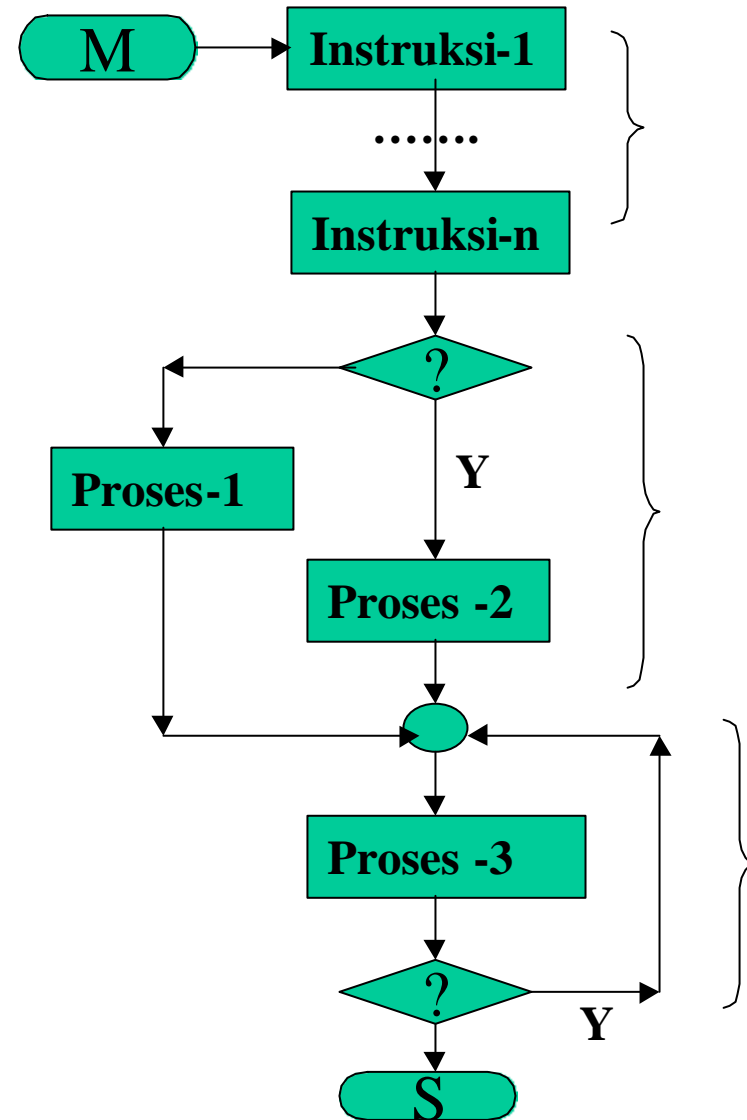 M
Instruksi-1
.......
Instruksi-n
?
Y
Proses-1
Proses -2
Proses -3
?
Y
S